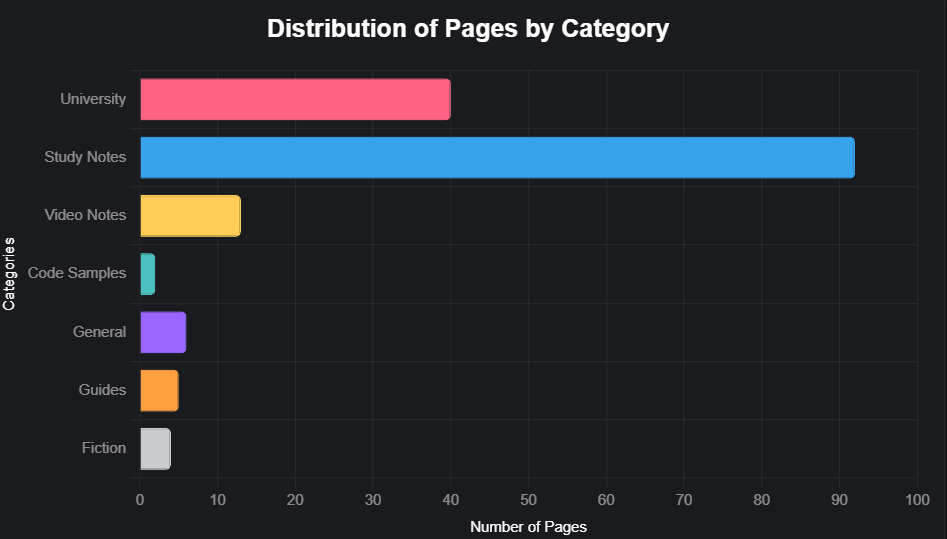 Distribution of Pages by Category
University
Study Notes
Video Notes
Code Samples
General
Guides
Fiction
Categories
0 10 20 30 40 50 60 70 80 90 100
Number of Pages